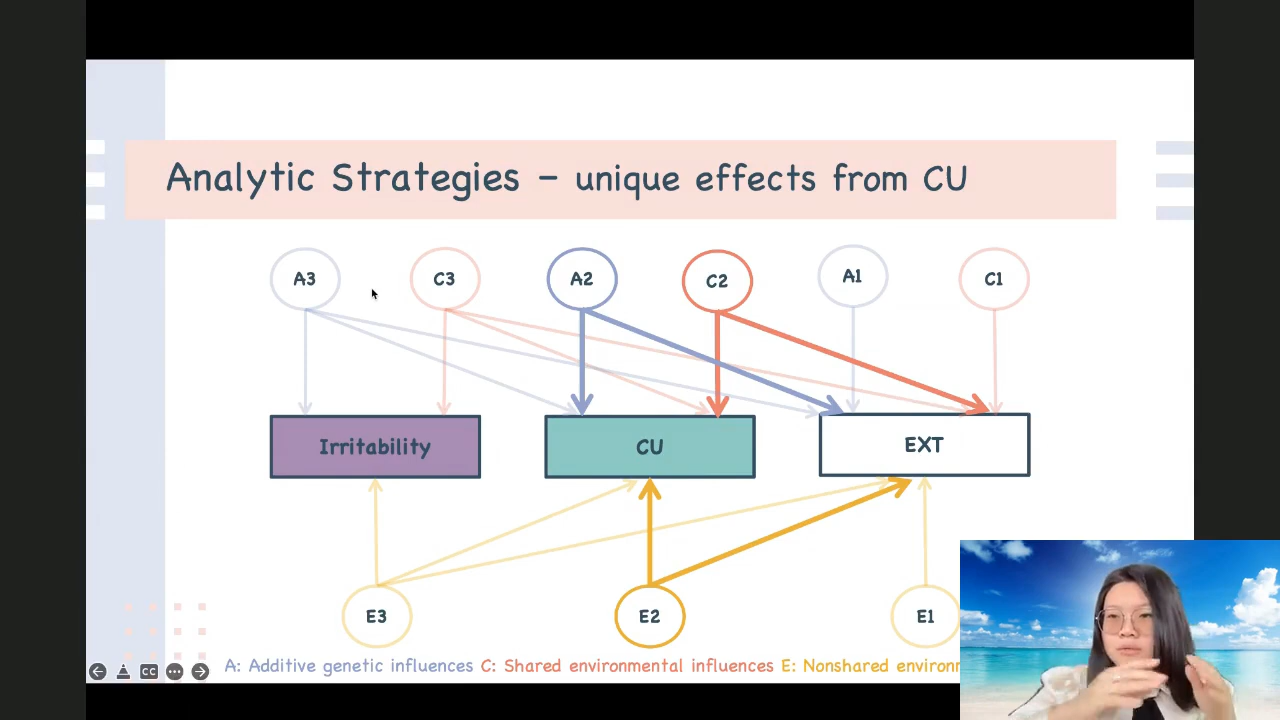 Analytic Strategies – unique effects from CU
A3 C3 A2 C2 A1 C1
Irritability CU EXT
E3 E2 E1
CC A: Additive genetic influences C: Shared environmental influences E: Nonshared